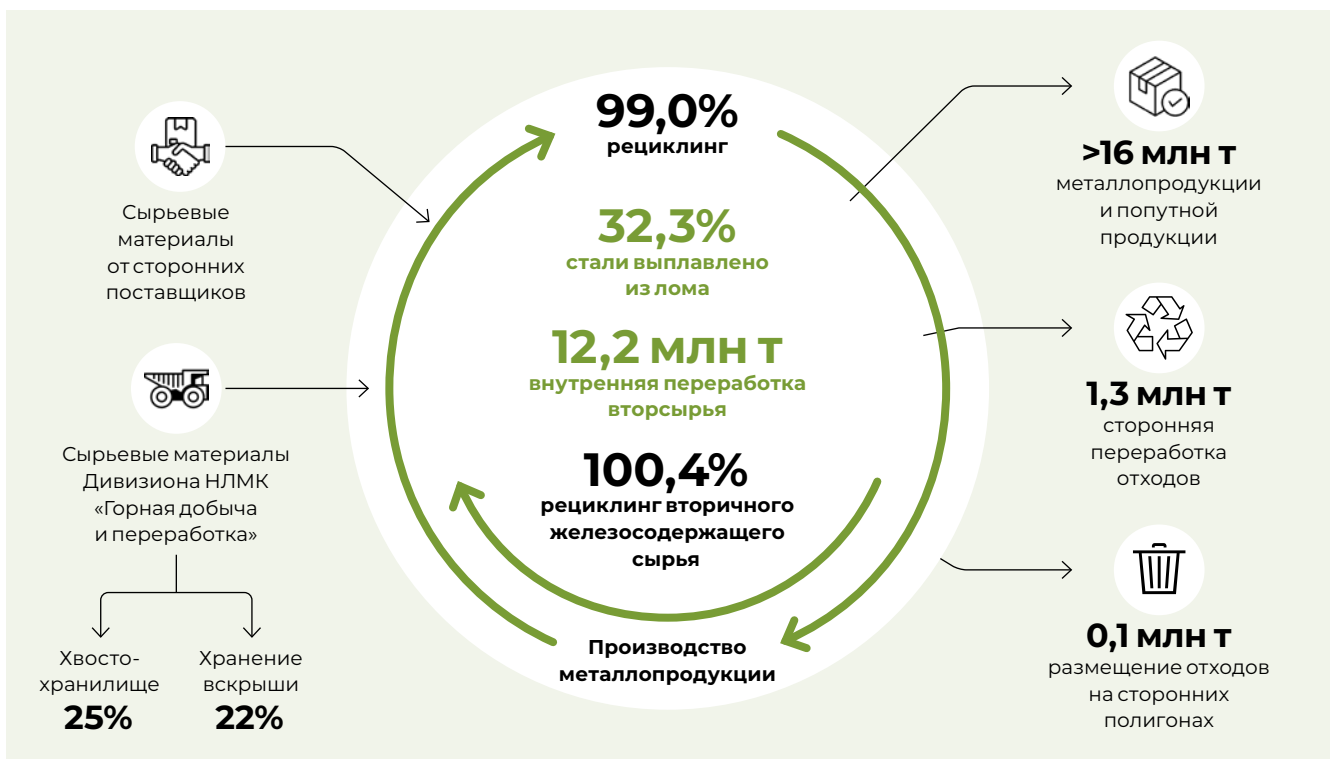 Сырьевые
материалы
от сторонних
поставщиков
Сырьевые материалы
Дивизиона НЛМК
«Горная добыча
и переработка»
Хвосто-
хранилище
25%
Хранение
вскрыши
22%
99,0%
рециклинг
32,3%
стали выплавлено
из лома
12,2 млн т
внутренняя переработка
вторсырья
100,4%
рециклинг вторичного
железосодержащего
сырья
Производство
металлопродукции
>16 млн т
металлопродукции
и попутной
продукции
1,3 млн т
сторонняя
переработка
отходов
0,1 млн т
размещение отходов
на сторонних
полигонах